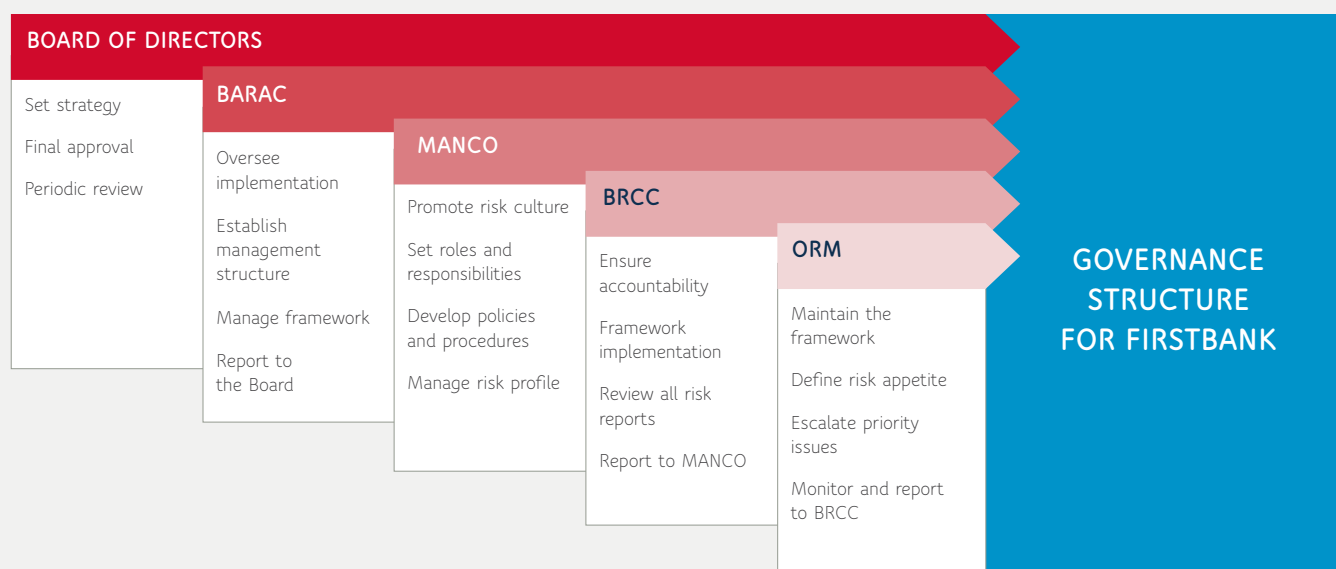 BOARD OF DIRECTORS
Set strategy
Final approval
Periodic review
BARAC
Oversee
implementation
Establish
management
structure
Manage framework
Report to
the Board
MANCO
Promote risk culture
Set roles and
responsibilities
Develop policies
and procedures
Manage risk profile
BRCC
Ensure
accountability
Framework
implementation
Review all risk
reports
Report to MANCO
ORM
Maintain the
framework
Define risk appetite
Escalate priority
issues
Monitor and report
to BRCC
GOVERNANCE
STRUCTURE
FOR FIRSTBANK